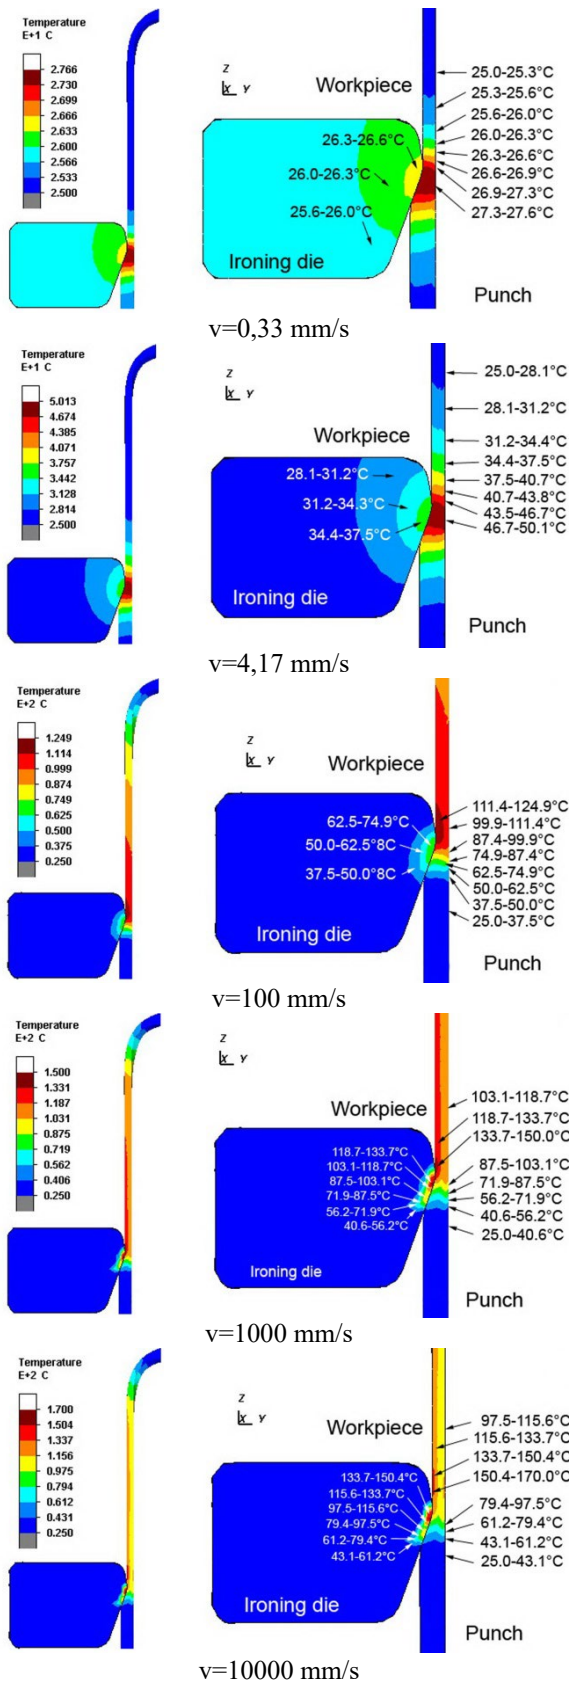 Temperature
E+1 C
2.766
2.730
2.699
2.666
2.633
2.600
2.566
2.533
2.500
Z
X Y
Workpiece
26.3-26.6°C
26.0-26.3°C
25.6-26.0°C
Ironing die
25.0-25.3°C
25.3-25.6°C
25.6-26.0°C
26.0-26.3°C
26.3-26.6°C
26.6-26.9°C
26.9-27.3°C
27.3-27.6°C
Punch
v=0,33 mm/s
Temperature
E+1 C
5.013
4.674
4.385
4.071
3.757
3.442
3.128
2.814
2.500
Z
X Y
Workpiece
28.1-31.2°C
31.2-34.3°C
34.4-37.5°C
Ironing die
25.0-28.1°C
28.1-31.2°C
31.2-34.4°C
34.4-37.5°C
37.5-40.7°C
40.7-43.8°C
43.5-46.7°C
46.7-50.1°C
Punch
v=4,17 mm/s
Temperature
E+2 C
1.249
1.114
0.999
0.874
0.749
0.625
0.500
0.375
0.250
Z
X Y
Workpiece
62.5-74.9°C
50.0-62.5°8C
37.5-50.0°8C
Ironing die
111.4-124.9°C
99.9-111.4°C
87.4-99.9°C
74.9-87.4°C
62.5-74.9°C
50.0-62.5°C
37.5-50.0°C
25.0-37.5°C
Punch
v=100 mm/s
Temperature
E+2 C
1.500
1.331
1.187
1.031
0.875
0.719
0.562
0.406
0.250
Z
X Y
Workpiece
118.7-133.7°C
103.1-118.7°C
87.5-103.1°C
71.9-87.5°C
56.2-71.9°C
40.6-56.2°C
Ironing die
103.1-118.7°C
118.7-133.7°C
133.7-150.0°C
87.5-103.1°C
71.9-87.5°C
56.2-71.9°C
40.6-56.2°C
25.0-40.6°C
Punch
v=1000 mm/s
Temperature
E+2 C
1.700
1.504
1.337
1.156
0.975
0.794
0.612
0.431
0.250
Z
X Y
Workpiece
133.7-150.4°C
115.6-133.7°C
97.5-115.6°C
79.4-97.5°C
61.2-79.4°C
43.1-61.2°C
Ironing die
97.5-115.6°C
115.6-133.7°C
133.7-150.4°C
150.4-170.0°C
79.4-97.5°C
61.2-79.4°C
43.1-61.2°C
25.0-43.1°C
Punch
v=10000 mm/s